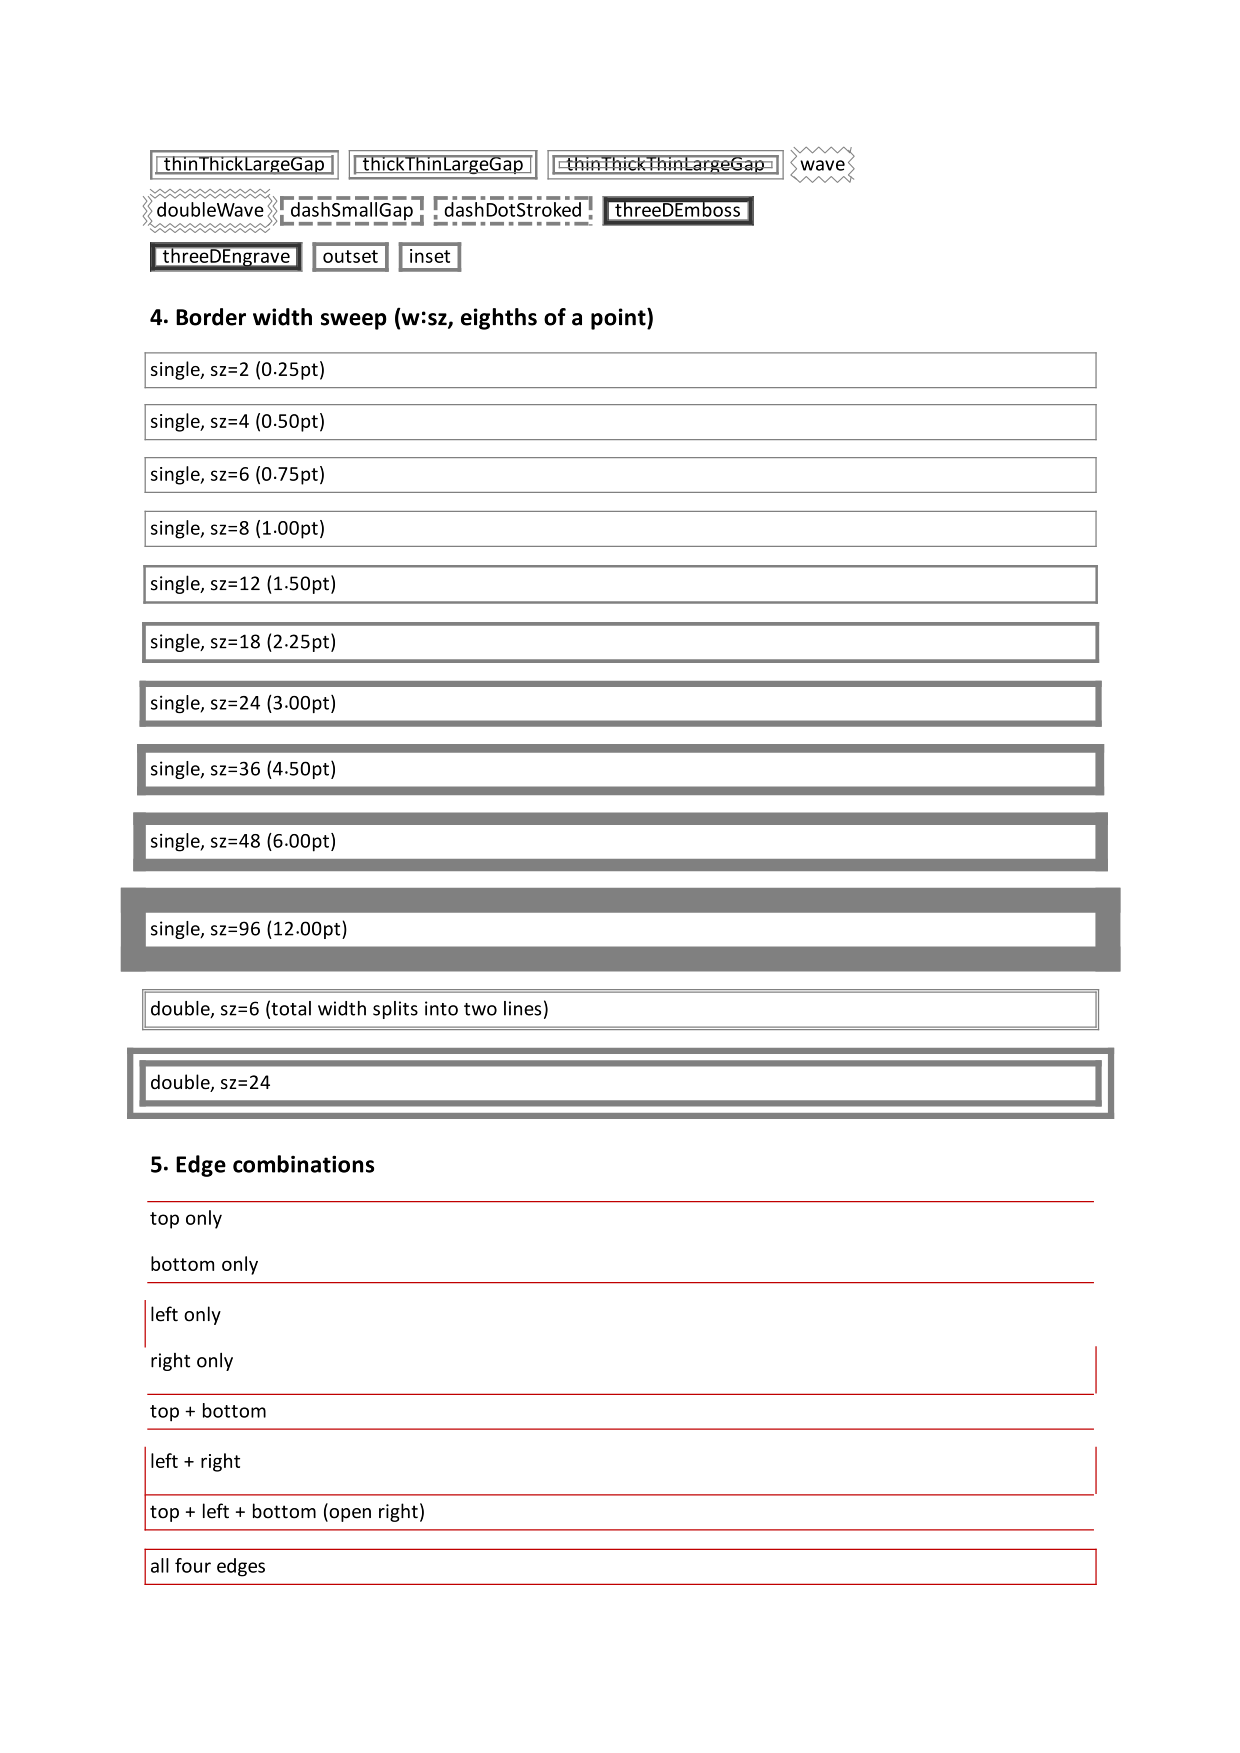 thinThickLargeGap thickThinLargeGap thinThickThinLargeGap wave
doubleWave dashSmallGap dashDotStroked threeDEmboss
threeDEngrave outset inset
4. Border width sweep (w:sz, eighths of a point)
single, sz=2 (0.25pt)
single, sz=4 (0.50pt)
single, sz=6 (0.75pt)
single, sz=8 (1.00pt)
single, sz=12 (1.50pt)
single, sz=18 (2.25pt)
single, sz=24 (3.00pt)
single, sz=36 (4.50pt)
single, sz=48 (6.00pt)
single, sz=96 (12.00pt)
double, sz=6 (total width splits into two lines)
double, sz=24
5. Edge combinations
top only
bottom only
left only
right only
top + bottom
left + right
top + left + bottom (open right)
all four edges